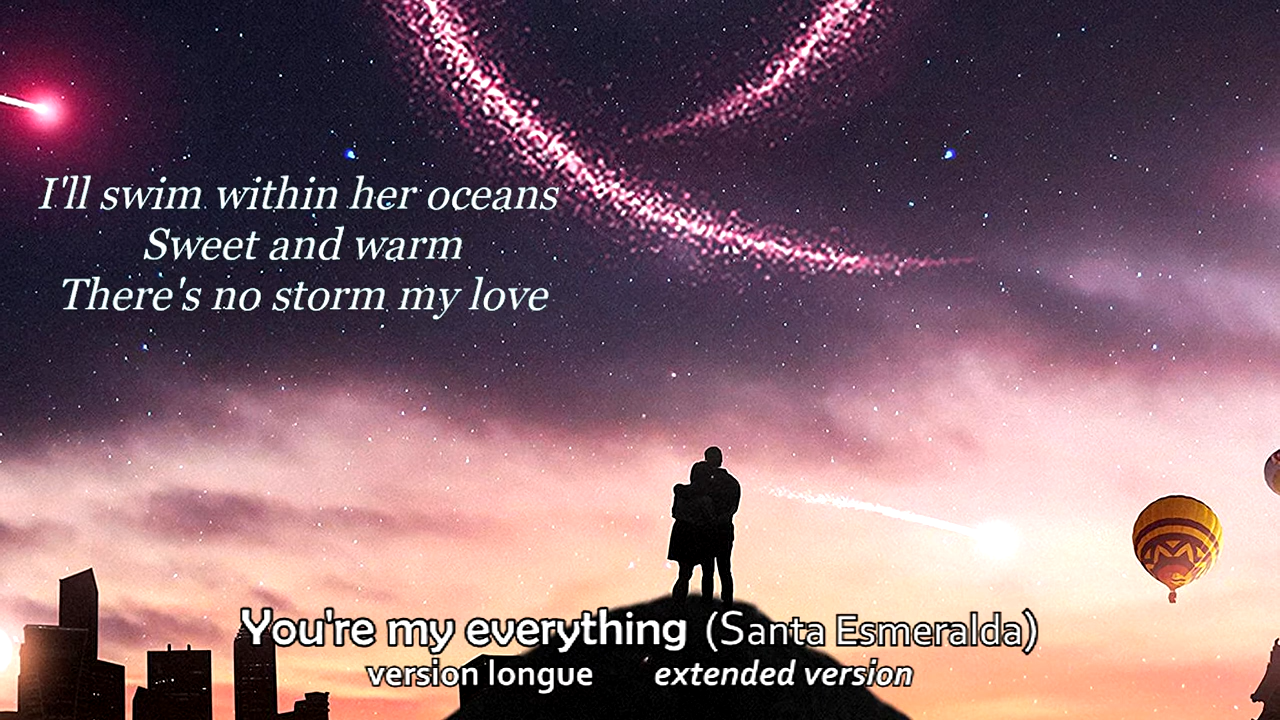 I'll swim within her oceans
Sweet and warm
There's no storm my love
You're my everything (Santa Esmeralda)
version longue extended version